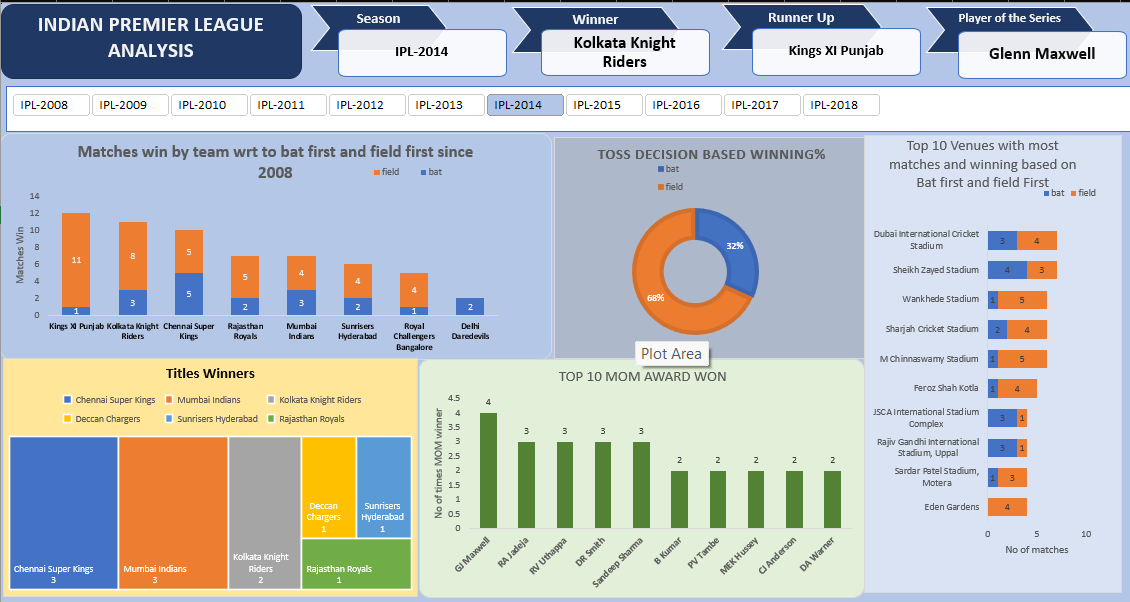 INDIAN PREMIER LEAGUE
ANALYSIS
Season
IPL-2014
Winner
Kolkata Knight
Riders
Runner Up
Kings XI Punjab
Player of the Series
Glenn Maxwell
IPL-2008
IPL-2009
IPL-2010
IPL-2011
IPL-2012
IPL-2013
IPL-2014
IPL-2015
IPL-2016
IPL-2017
IPL-2018
Matches win by team wrt to bat first and field first since
2008
field
bat
Matches Win
14
12
10
8
6
4
2
0
11
1
8
3
5
5
5
2
4
3
4
2
4
1
2
Kings XI Punjab
Kolkata Knight
Riders
Chennai Super
Kings
Rajasthan
Royals
Mumbai
Indians
Sunrisers
Hyderabad
Royal
Challengers
Bangalore
Delhi
Daredevils
TOSS DECISION BASED WINNING%
bat
field
32%
68%
Plot Area
Top 10 Venues with most
matches and winning based on
Bat first and field First
bat
field
Dubai International Cricket
Stadium
3
4
Sheikh Zayed Stadium
4
3
Wankhede Stadium
1
5
Sharjah Cricket Stadium
2
4
M Chinnaswamy Stadium
1
5
Feroz Shah Kotla
1
4
JSCA International Stadium
Complex
3
1
Rajiv Gandhi International
Stadium, Uppal
3
1
Sardar Patel Stadium,
Motera
1
3
Eden Gardens
4
0
5
10
No of matches
Titles Winners
Chennai Super Kings
Mumbai Indians
Kolkata Knight Riders
Deccan Chargers
Sunrisers Hyderabad
Rajasthan Royals
Chennai Super Kings
3
Mumbai Indians
3
Kolkata Knight
Riders
2
Deccan
Chargers
1
Sunrisers
Hyderabad
1
Rajasthan Royals
1
TOP 10 MOM AWARD WON
No of times MOM winner
4.5
4
3.5
3
2.5
2
1.5
1
0.5
0
4
3
3
3
3
2
2
2
2
2
GJ Maxwell
RA Jadeja
RV Uthappa
DR Smith
Sandeep Sharma
B Kumar
PV Tambe
MEK Hussey
CJ Anderson
DA Warner